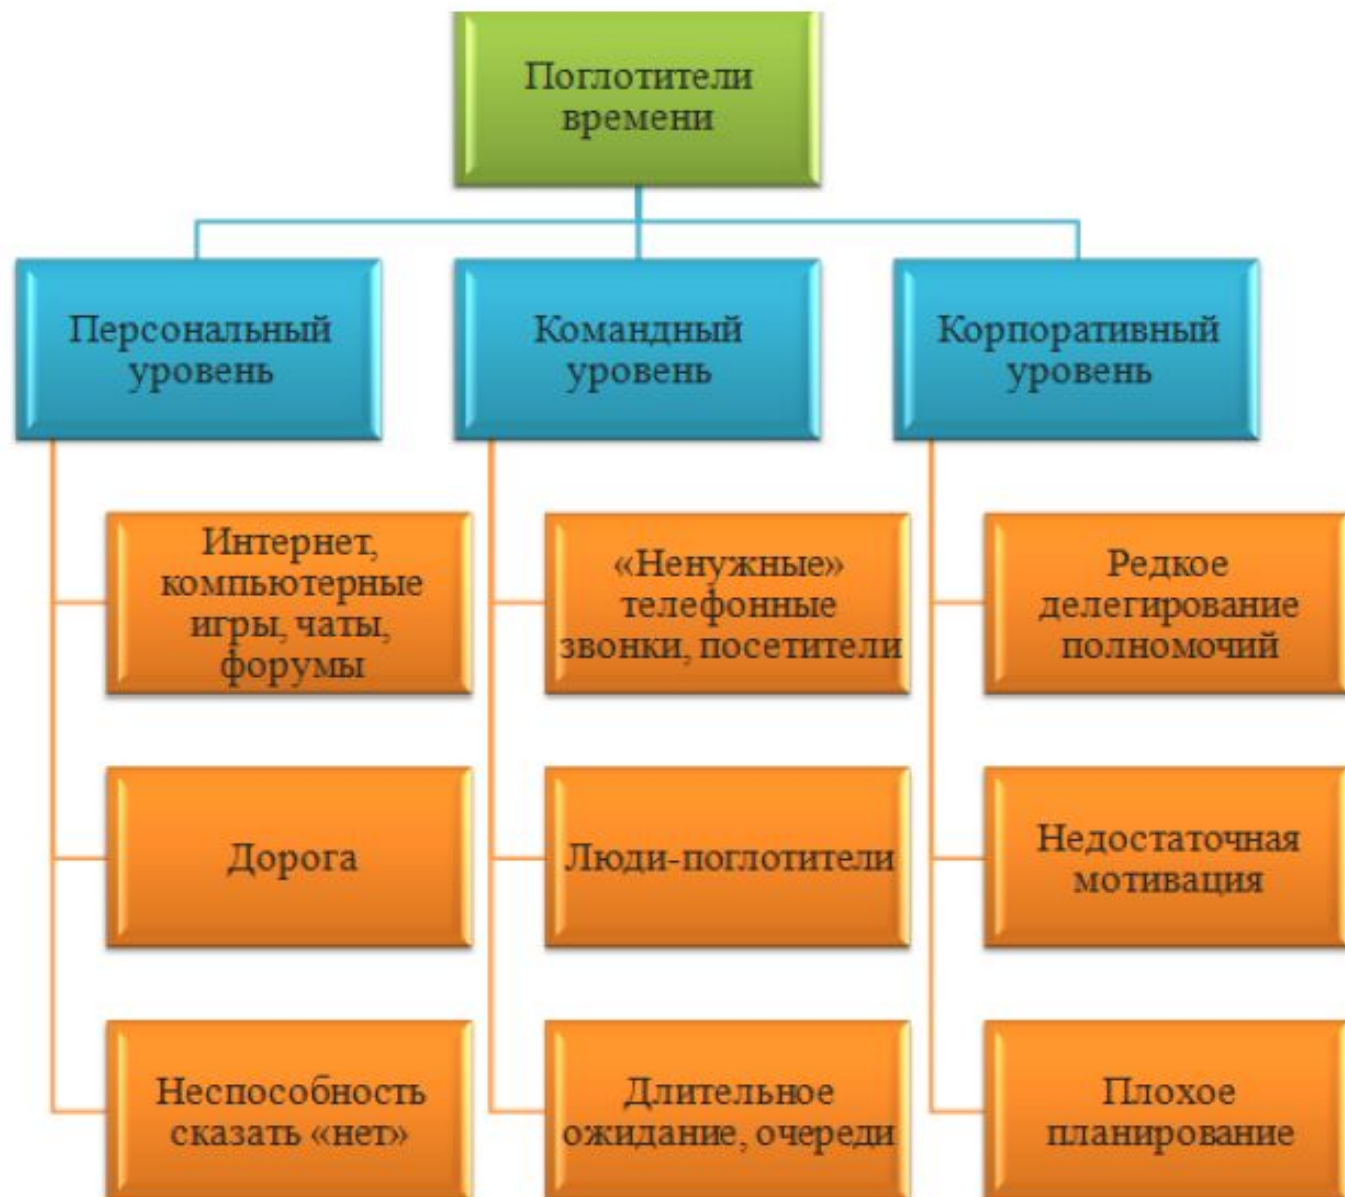 Поглотители
времени
Персональный
уровень
Командный
уровень
Корпоративный
уровень
Интернет,
компьютерные
игры, чаты,
форумы
«Ненужные»
телефонные
звонки, посетители
Редкое
делегирование
полномочий
Дорога
Люди-поглотители
Недостаточная
мотивация
Неспособность
сказать «нет»
Длительное
ожидание, очереди
Плохое
планирование